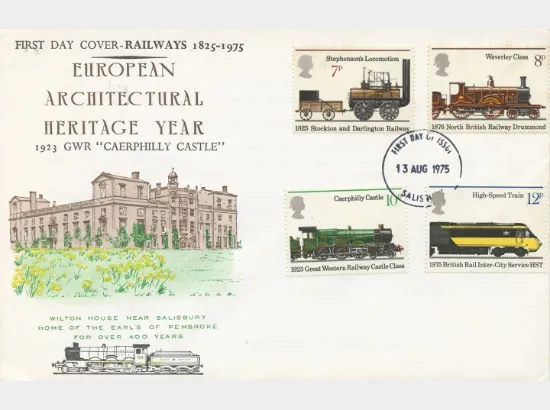 FIRST DAY COVER-RAILWAYS 1825-1975
EUROPEAN
ARCHITECTURAL
HERITAGE YEAR
1923 GWR "CAERPHILLY CASTLE"
WILTON HOUSE NEAR SALISBURY
HOME OF THE EARL'S OF PEMBROKE
FOR OVER 400 YEARS
Stephenson's Locomotion
7P
1825 Stockton and Darlington Railway
Waverley Class
8P
1876 North British Railway Drummond
FIRST DAY OF ISSUE
13 AUG 1975
Caerphilly Castle
10P
1923 Great Western Railway Castle Class
High-Speed Train
12P
1975 British Rail Inter-City Service HST